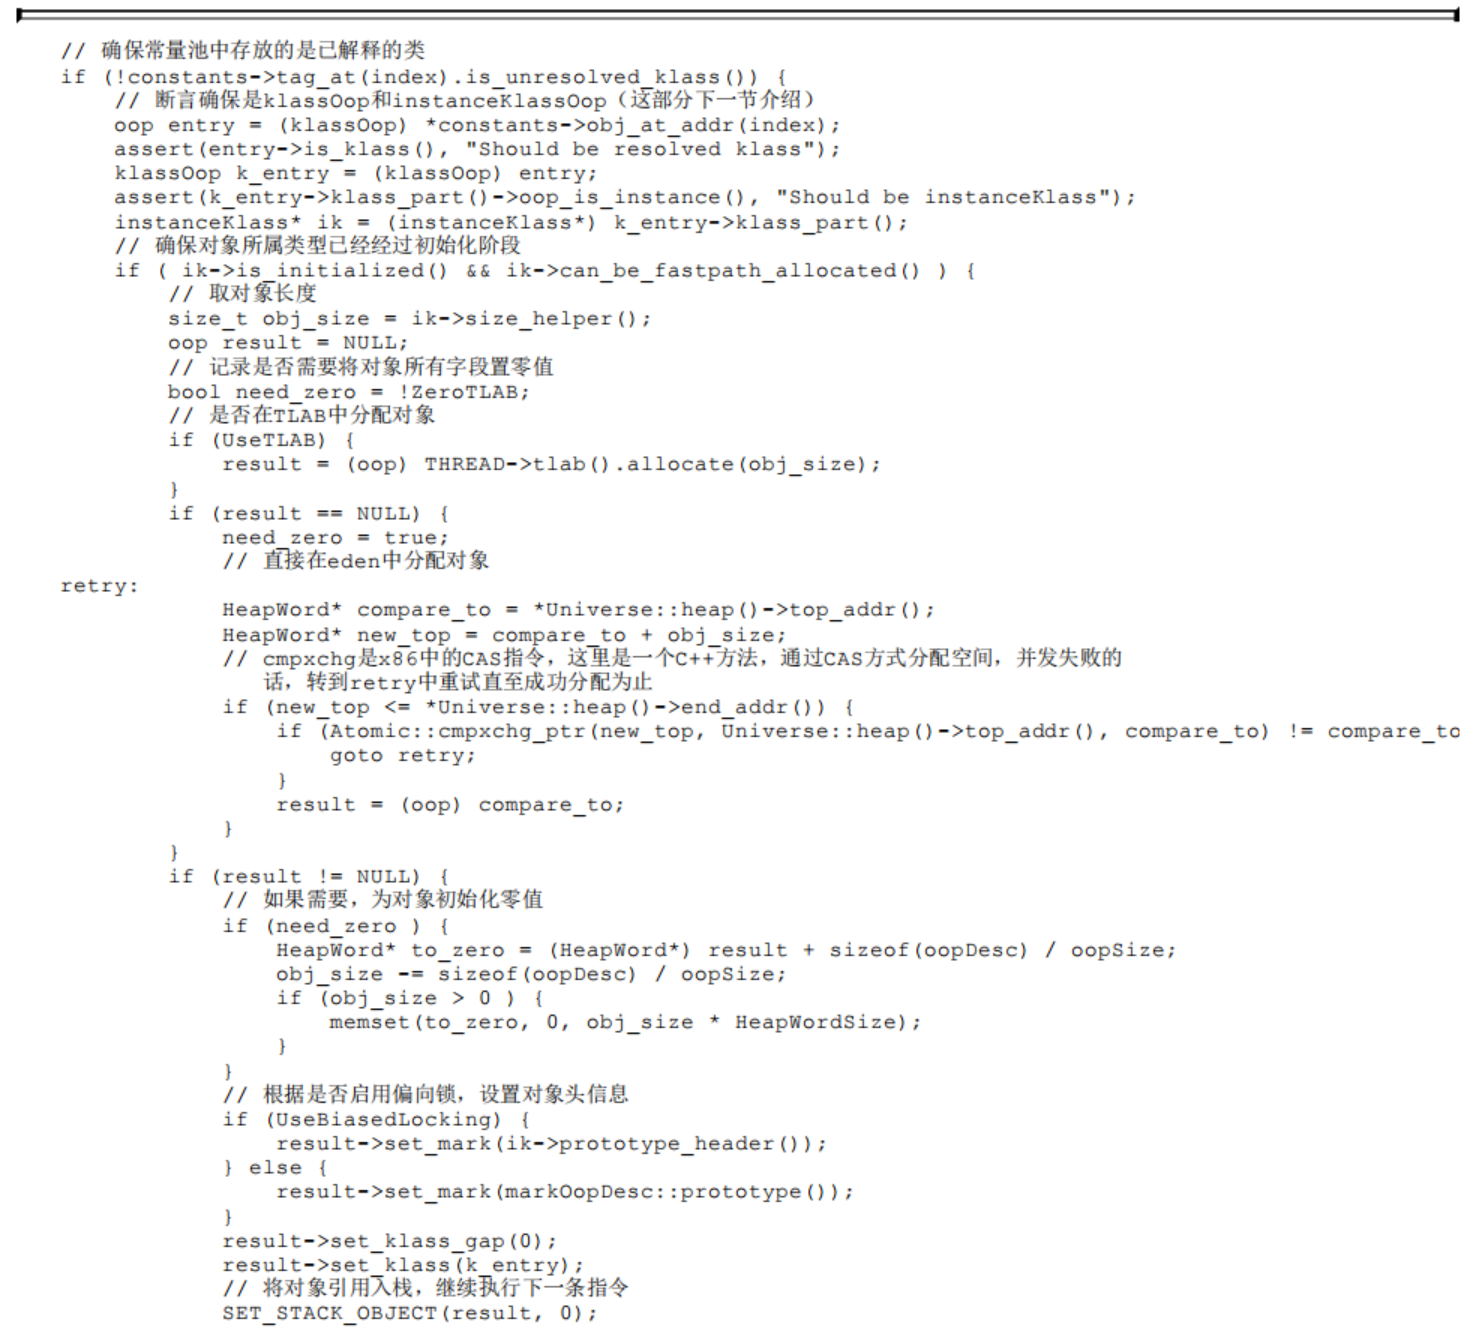 // 确保常量池中存放的是已解释的类
if (!constants->tag_at(index).is_unresolved_klass()) {
// 断言确保是klassOop和instanceKlassOop（这部分下一节介绍）
oop entry = (klassOop) *constants->obj_at_addr(index);
assert(entry->is_klass(), "Should be resolved klass");
klassOop k_entry = (klassOop) entry;
assert(k_entry->klass_part()->oop_is_instance(), "Should be instanceKlass");
instanceKlass* ik = (instanceKlass*) k_entry->klass_part();
// 确保对象所属类型已经经过初始化阶段
if ( ik->is_initialized() && ik->can_be_fastpath_allocated() ) {
// 取对象长度
size_t obj_size = ik->size_helper();
oop result = NULL;
// 记录是否需要将对象所有字段置零值
bool need_zero = !ZeroTLAB;
// 是否在TLAB中分配对象
if (UseTLAB) {
result = (oop) THREAD->tlab().allocate(obj_size);
}
if (result == NULL) {
need_zero = true;
// 直接在eden中分配对象
retry:
HeapWord* compare_to = *Universe::heap()->top_addr();
HeapWord* new_top = compare_to + obj_size;
// cmpxchg是x86中的CAS指令，这里是一个C++方法，通过CAS方式分配空间，并发失败的
话，转到retry中重试直至成功分配为止
if (new_top <= *Universe::heap()->end_addr()) {
if (Atomic::cmpxchg_ptr(new_top, Universe::heap()->top_addr(), compare_to) != compare_to
goto retry;
}
result = (oop) compare_to;
}
}
if (result != NULL) {
// 如果需要，为对象初始化零值
if (need_zero ) {
HeapWord* to_zero = (HeapWord*) result + sizeof(oopDesc) / oopSize;
obj_size -= sizeof(oopDesc) / oopSize;
if (obj_size > 0 ) {
memset(to_zero, 0, obj_size * HeapWordSize);
}
}
// 根据是否启用偏向锁，设置对象头信息
if (UseBiasedLocking) {
result->set_mark(ik->prototype_header());
} else {
result->set_mark(markOopDesc::prototype());
}
result->set_klass_gap(0);
result->set_klass(k_entry);
// 将对象引用入栈，继续执行下一条指令
SET_STACK_OBJECT(result, 0);